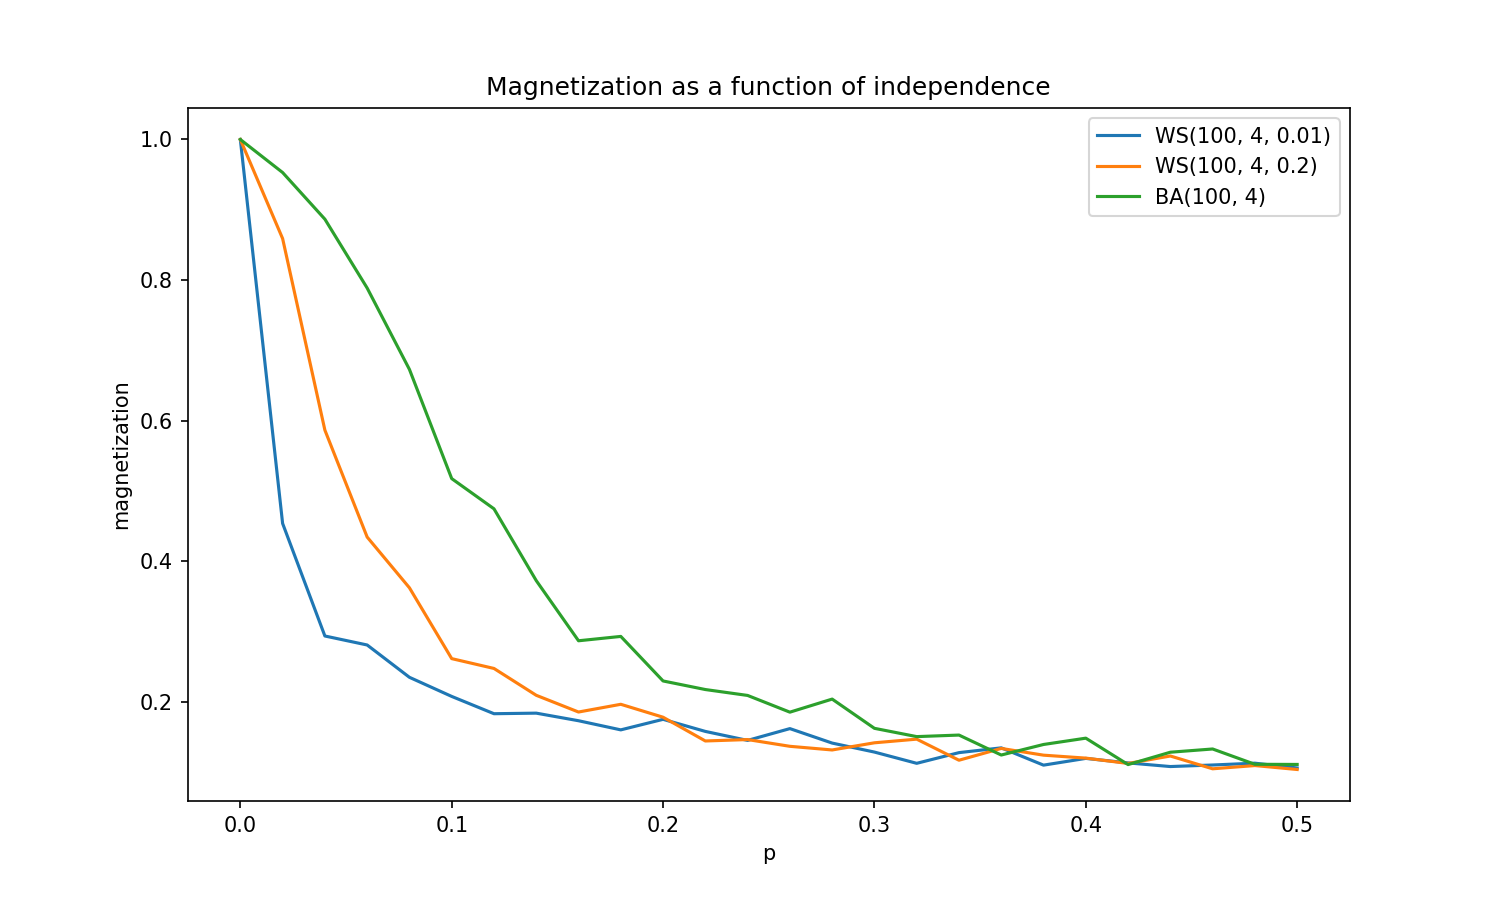 Magnetization as a function of independence
WS(100, 4, 0.01)
WS(100, 4, 0.2)
BA(100, 4)
magnetization
1.0
0.8
0.6
0.4
0.2
0.0 0.1 0.2 0.3 0.4 0.5
p